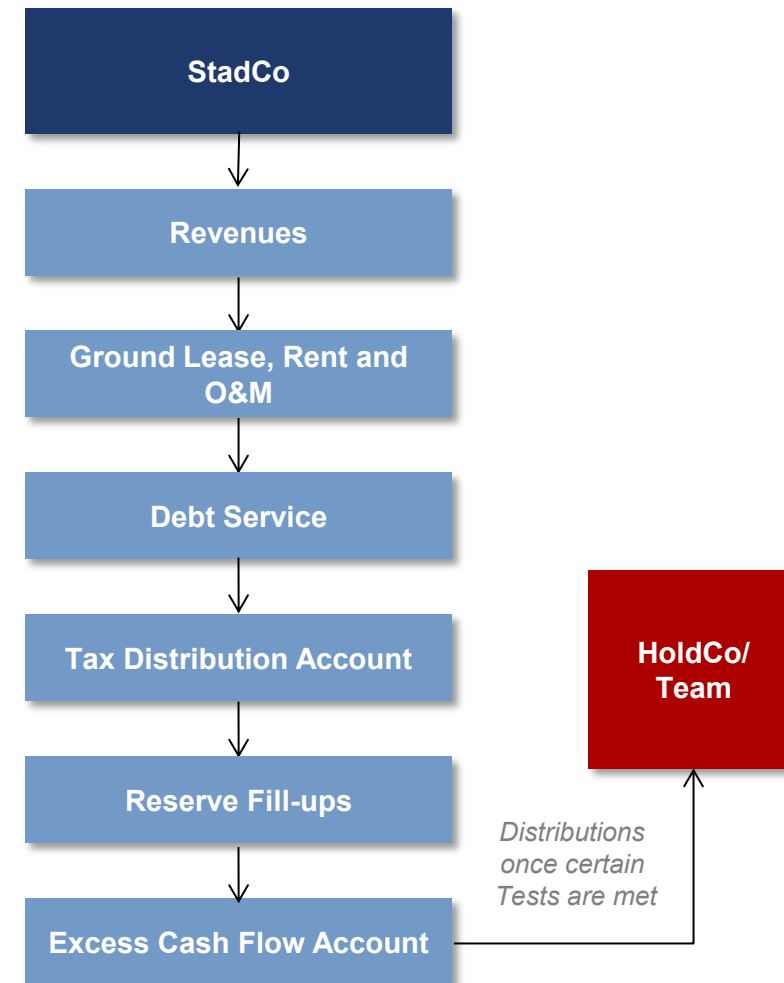 StadCo
Revenues
Ground Lease, Rent and
O&M
Debt Service
Tax Distribution Account
HoldCo/
Team
Reserve Fill-ups
Distributions
once certain
Tests are met
Excess Cash Flow Account